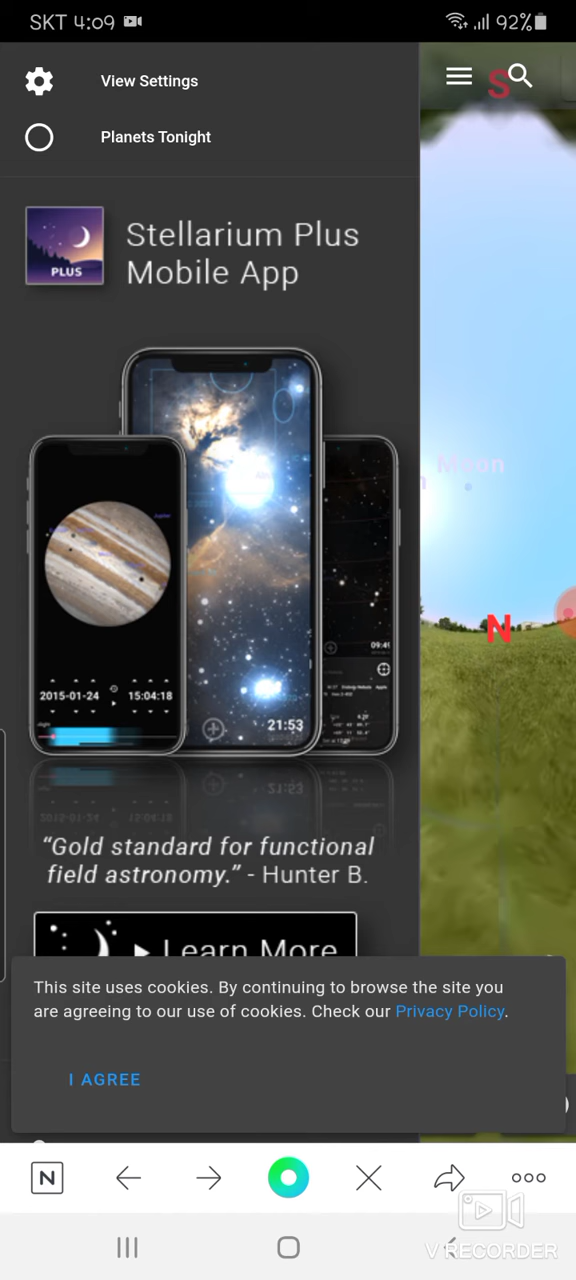 SKT 4:09
92%
View Settings
S
Planets Tonight
PLUS
Stellarium Plus
Mobile App
Moon
Jupiter
09:4
2015-01-24
15:04:18
21:53
N
“Gold standard for functional
field astronomy.” - Hunter B.
Learn More
This site uses cookies. By continuing to browse the site you
are agreeing to our use of cookies. Check our Privacy Policy.
I AGREE
N
V RECORDER